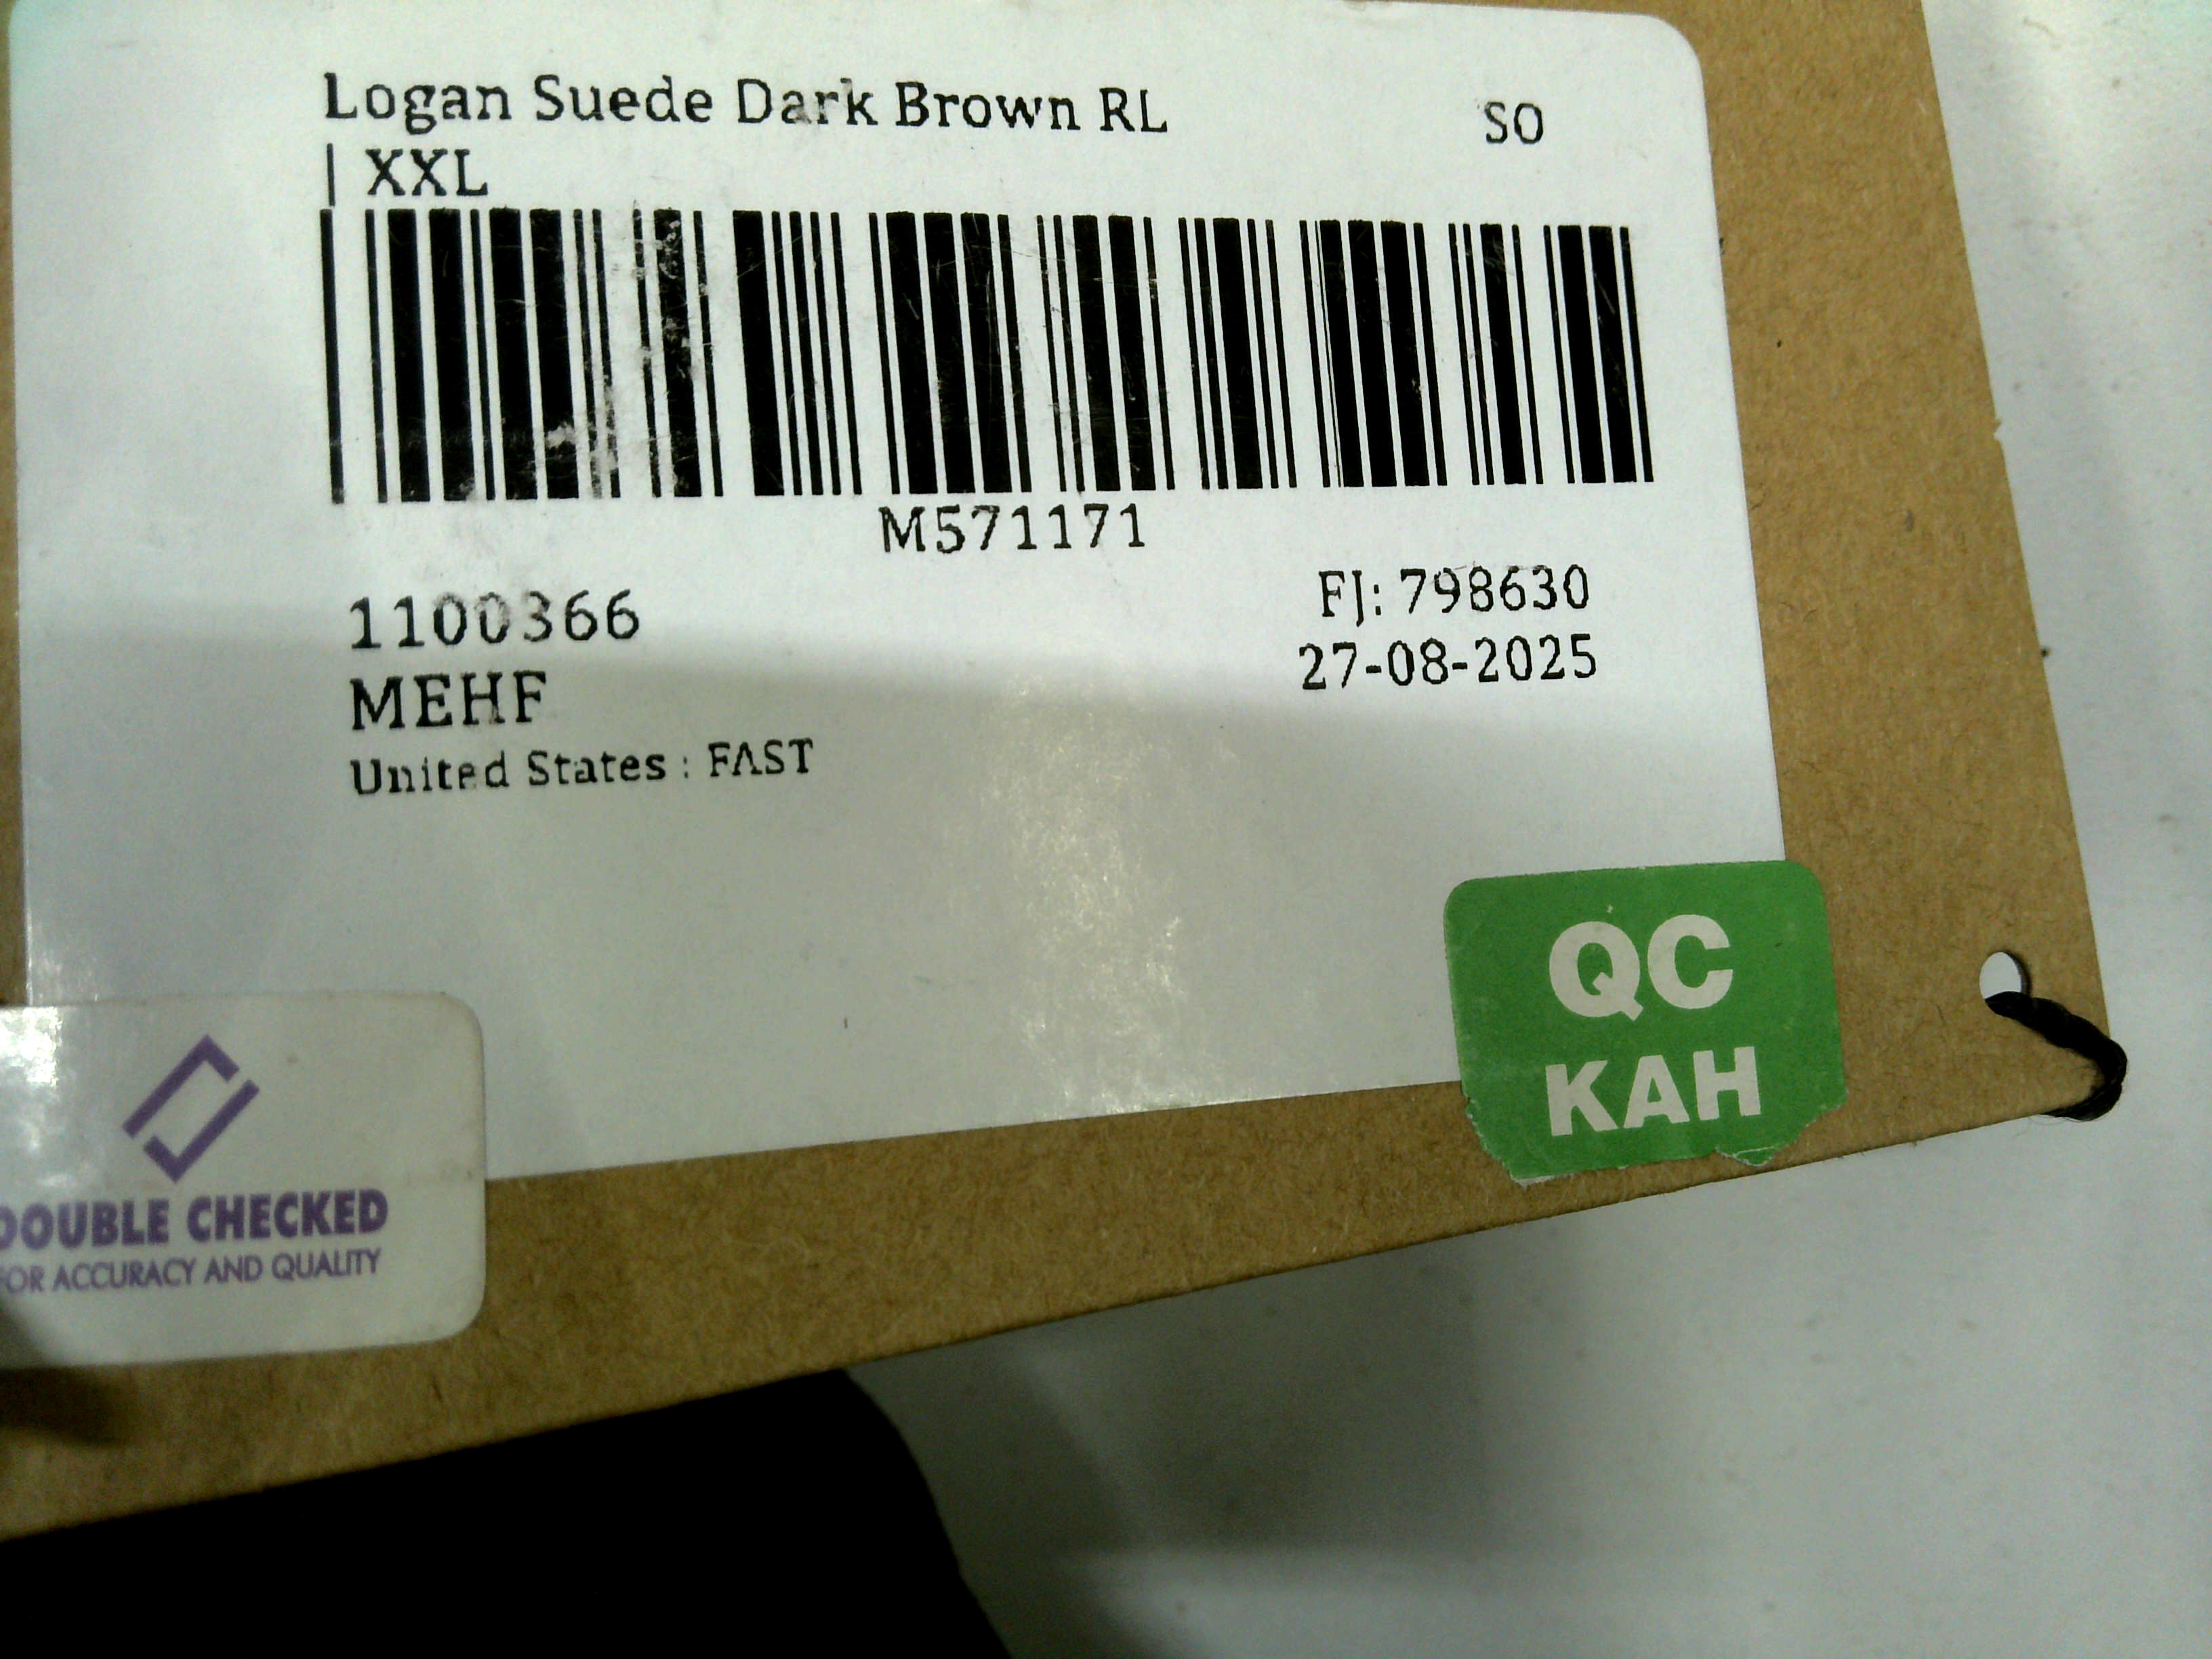 Logan Suede Dark Brown RL
| XXL
SO
M571171
1100366
MEHF
United States : FAST
FJ: 798630
27-08-2025
QC
KAH
DOUBLE CHECKED
FOR ACCURACY AND QUALITY